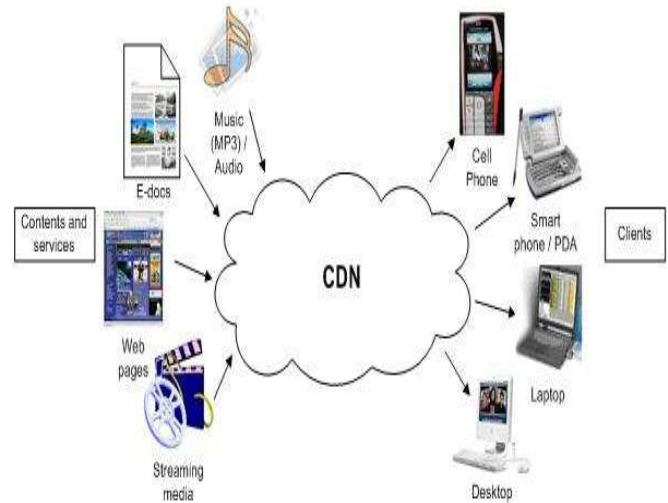 Music
(MP3) /
Audio
E-docs
Contents and
services
Web
pages
Streaming
media
CDN
Cell
Phone
Smart
phone / PDA
Clients
Laptop
Desktop